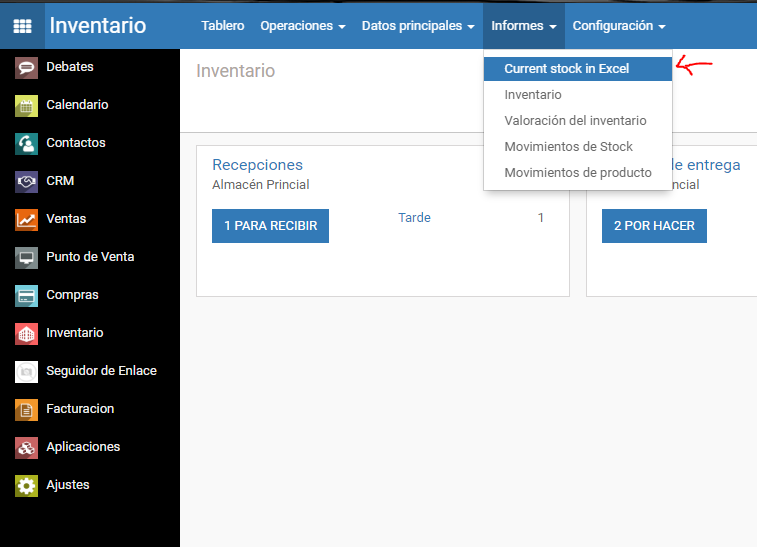 Inventario
Tablero
Operaciones
Datos principales
Informes
Configuración
Debates
Calendario
Contactos
CRM
Ventas
Punto de Venta
Compras
Inventario
Seguidor de Enlace
Facturacion
Aplicaciones
Ajustes
Inventario
Current stock in Excel
Inventario
Valoración del inventario
Movimientos de Stock
Movimientos de producto
Recepciones
Almacén Princial
1 PARA RECIBIR
Tarde 1
de entrega
ncial
2 POR HACER